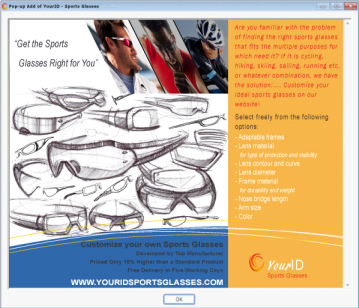 Pop-up Add of YourID - Sports Glasses
"Get the Sports
Glasses Right for You"
Are you familiar with the problem
of finding the right sports glasses
that fits the multiple purposes for
which need it? if it is cycling,
hiking, skiing, sailing, running etc,
or whatever combination, we have
the solution:.... Customize your
ideal sports glasses on our
website!
Select freely from the following
options:
- Adaptable frames
- Lens material
for type of protection and visibility
- Lens contour and curve
- Lens diameter
- Frame material
for durability and weight
- Nose bridge length
- Arm size
- Color
Customize your own Sports Glasses
Developed by Top Manufacturer
Priced Only 10% Higher than a Standard Product
Free Delivery in Five Working Days
WWW.YOURIDSPORTSGLASSES.COM
YourID
Sports Glasses
OK